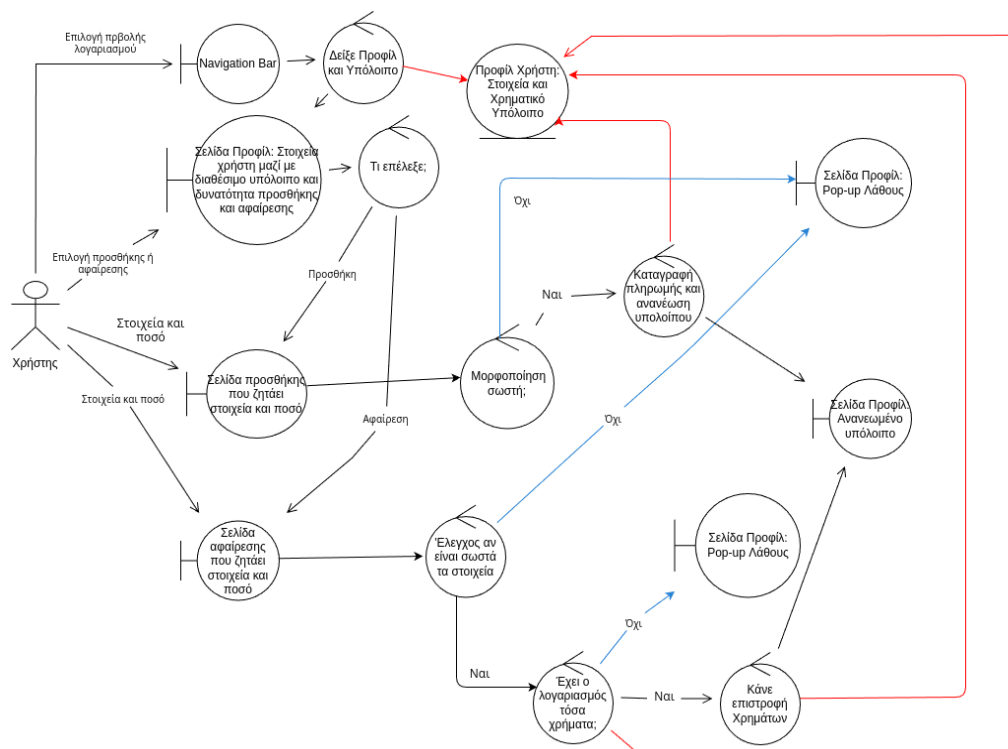 Επιλογή πρβολής
λογαριασμού
Navigation Bar
Δείξε Προφίλ
και Υπόλοιπο
Προφίλ Χρήστη:
Στοιχεία και
Χρηματικό
Υπόλοιπο
Σελίδα Προφίλ: Στοιχεία
χρήστη μαζί με
διαθέσιμο υπόλοιπο και
δυνατότητα προσθήκης
και αφαίρεσης
Τι επέλεξε;
Σελίδα Προφίλ:
Pop-up Λάθους
Όχι
Επιλογή προσθήκης ή
αφαίρεσης
Προσθήκη
Καταγραφή
πληρωμής και
ανανέωση
υπολοίπου
Ναι
Χρήστης
Στοιχεία και
ποσό
Στοιχεία και ποσό
Σελίδα προσθήκης
που ζητάει
στοιχεία και ποσό
Μορφοποίηση
σωστή;
Αφαίρεση
Όχι
Σελίδα Προφίλ:
Ανανεωμένο
υπόλοιπο
Σελίδα
αφαίρεσης
που ζητάει
στοιχεία και
ποσό
Έλεγχος αν
είναι σωστά
τα στοιχεία
Σελίδα Προφίλ:
Pop-up Λάθους
Όχι
Ναι
Έχει ο
λογαριασμός
τόσα
χρήματα;
Ναι
Κάνε
επιστροφή
Χρημάτων